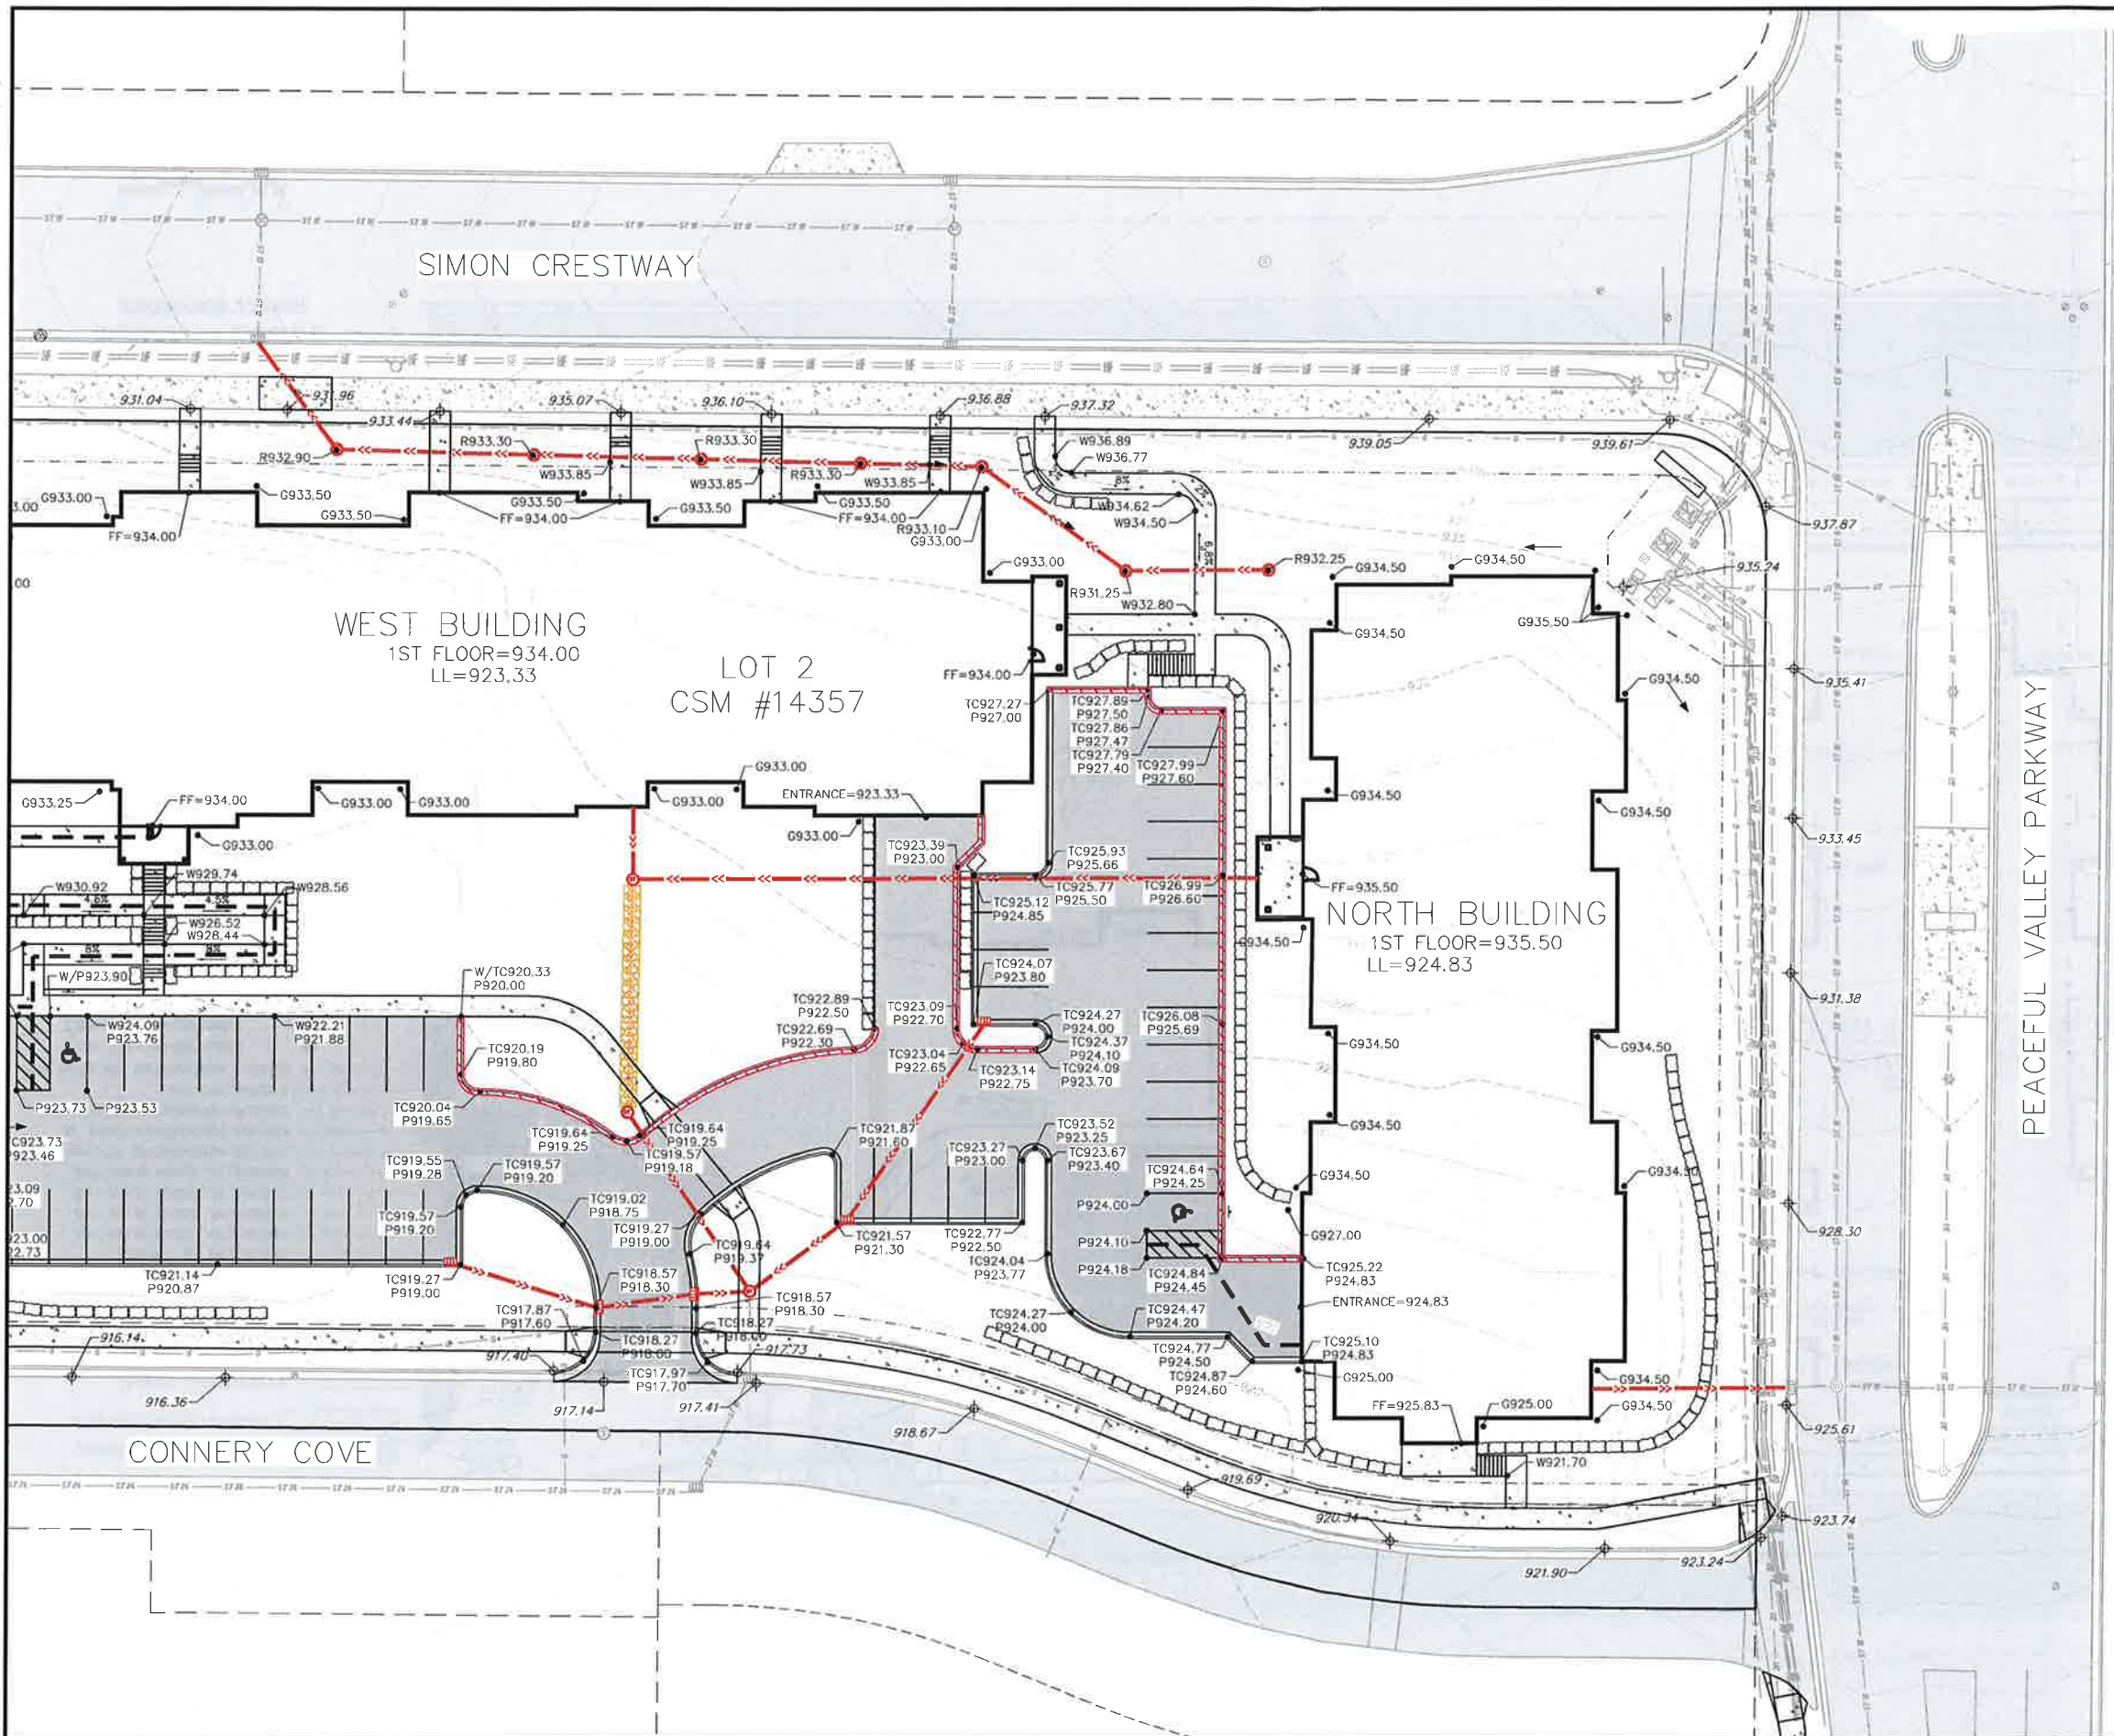 SIMON CRESTWAY
931.04
931.96
933.44
935.07
936.10
936.88
937.32
939.05
939.61
R932.90
R933.30
W933.85
R933.30
W933.85
R933.30
W933.85
W936.89
W936.77
8%
2%
W934.62
W934.50
6.8%
937.87
G933.00
G933.50
G933.50
G933.50
G933.50
G933.50
FF=934.00
FF=934.00
FF=934.00
R933.10
G933.00
G933.00
R931.25
R932.25
W932.80
G934.50
G934.50
935.24
G935.50
G934.50
WEST BUILDING
1ST FLOOR=934.00
LL=923.33
LOT 2
CSM #14357
FF=934.00
935.41
G934.50
TC927.27
P927.00
TC927.89
P927.50
TC927.86
P927.47
TC927.79
P927.40
TC927.99
P927.60
PEACEFUL VALLEY PARKWAY
G933.25
FF=934.00
G933.00
G933.00
G933.00
G933.00
G933.00
ENTRANCE=923.33
G933.00
G933.00
G934.50
G934.50
933.45
TC923.39
P923.00
TC925.93
P925.66
TC925.77
P925.50
TC926.99
P926.60
TC925.12
P924.85
FF=935.50
NORTH BUILDING
1ST FLOOR=935.50
LL=924.83
G934.50
W930.92
4.6%
4.5%
W929.74
W928.56
W926.52
W928.44
8%
8%
W/P923.90
W/TC920.33
P920.00
TC924.07
P923.80
931.38
TC922.89
P922.50
TC923.09
P922.70
TC922.69
P922.30
TC924.27
P924.00
TC924.37
P924.10
TC926.08
P925.69
TC923.04
P922.65
TC923.14
P922.75
TC924.09
P923.70
G934.50
G934.50
W924.09
P923.76
W922.21
P921.88
TC920.19
P919.80
P923.73
P923.53
TC920.04
P919.65
TC919.64
P919.25
TC919.64
P919.25
TC919.57
P919.18
TC921.87
P921.60
TC923.27
P923.00
TC923.52
P923.25
TC923.67
P923.40
TC924.64
P924.25
G934.50
G934.50
G934.50
TC919.55
P919.28
TC919.57
P919.20
TC919.57
P919.20
TC919.02
P918.75
TC919.27
P919.00
TC919.64
P919.37
TC921.57
P921.30
TC922.77
P922.50
P924.00
P924.10
P924.18
G927.00
928.30
TC921.14
P920.87
TC919.27
P919.00
TC918.57
P918.30
TC918.57
P918.30
TC924.04
P923.77
TC924.84
P924.45
TC925.22
P924.83
ENTRANCE=924.83
TC917.87
P917.60
TC918.27
P918.00
TC918.27
P918.00
TC924.27
P924.00
TC924.47
P924.20
TC924.77
P924.50
TC925.10
P924.83
916.14
917.40
917.73
TC917.97
P917.70
TC924.87
P924.60
G925.00
G934.50
916.36
917.14
917.41
918.67
FF=925.83
G925.00
G934.50
925.61
CONNERY COVE
W921.70
919.69
920.34
923.74
923.24
921.90